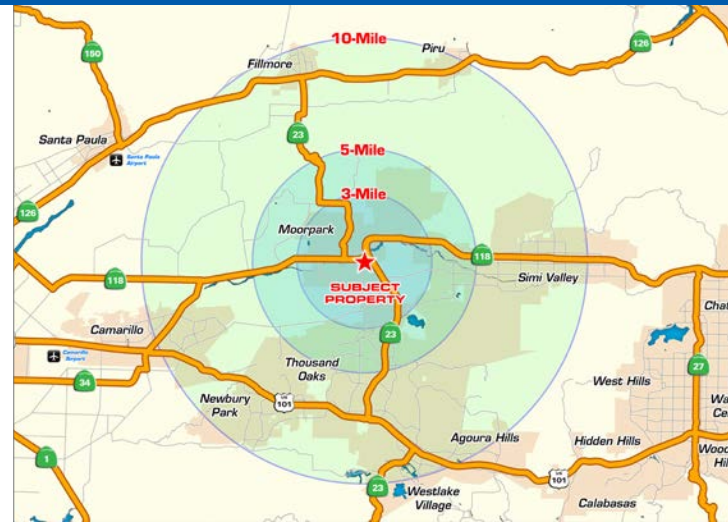 10-Mile
126
150
Piru
Fillmore
Santa Paula
Santa Paula
Airport
23
5-Mile
3-Mile
126
Moorpark
118
118
Simi Valley
SUBJECT
PROPERTY
Camarillo
Camarillo
Airport
23
Thousand
Oaks
34
Newbury
Park
US
101
West Hills
27
Agoura Hills
Hidden Hills
1
23
Westlake
Village
US
101
Calabasas